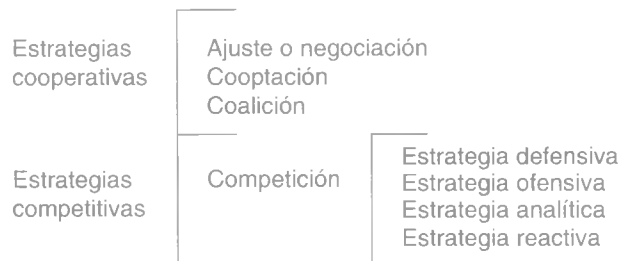 Estrategias
cooperativas
Ajuste o negociación
Cooptación
Coalición
Estrategias
competitivas
Competición
Estrategia defensiva
Estrategia ofensiva
Estrategia analítica
Estrategia reactiva